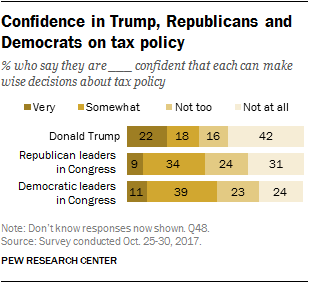 Confidence in Trump, Republicans and
Democrats on tax policy
% who say they are ____ confident that each can make
wise decisions about tax policy
Very Somewhat Not too Not at all
Donald Trump 22 18 16 42
Republican leaders
in Congress 9 34 24 31
Democratic leaders
in Congress 11 39 23 24
Note: Don't know responses now shown. Q48.
Source: Survey conducted Oct. 25-30, 2017.
PEW RESEARCH CENTER